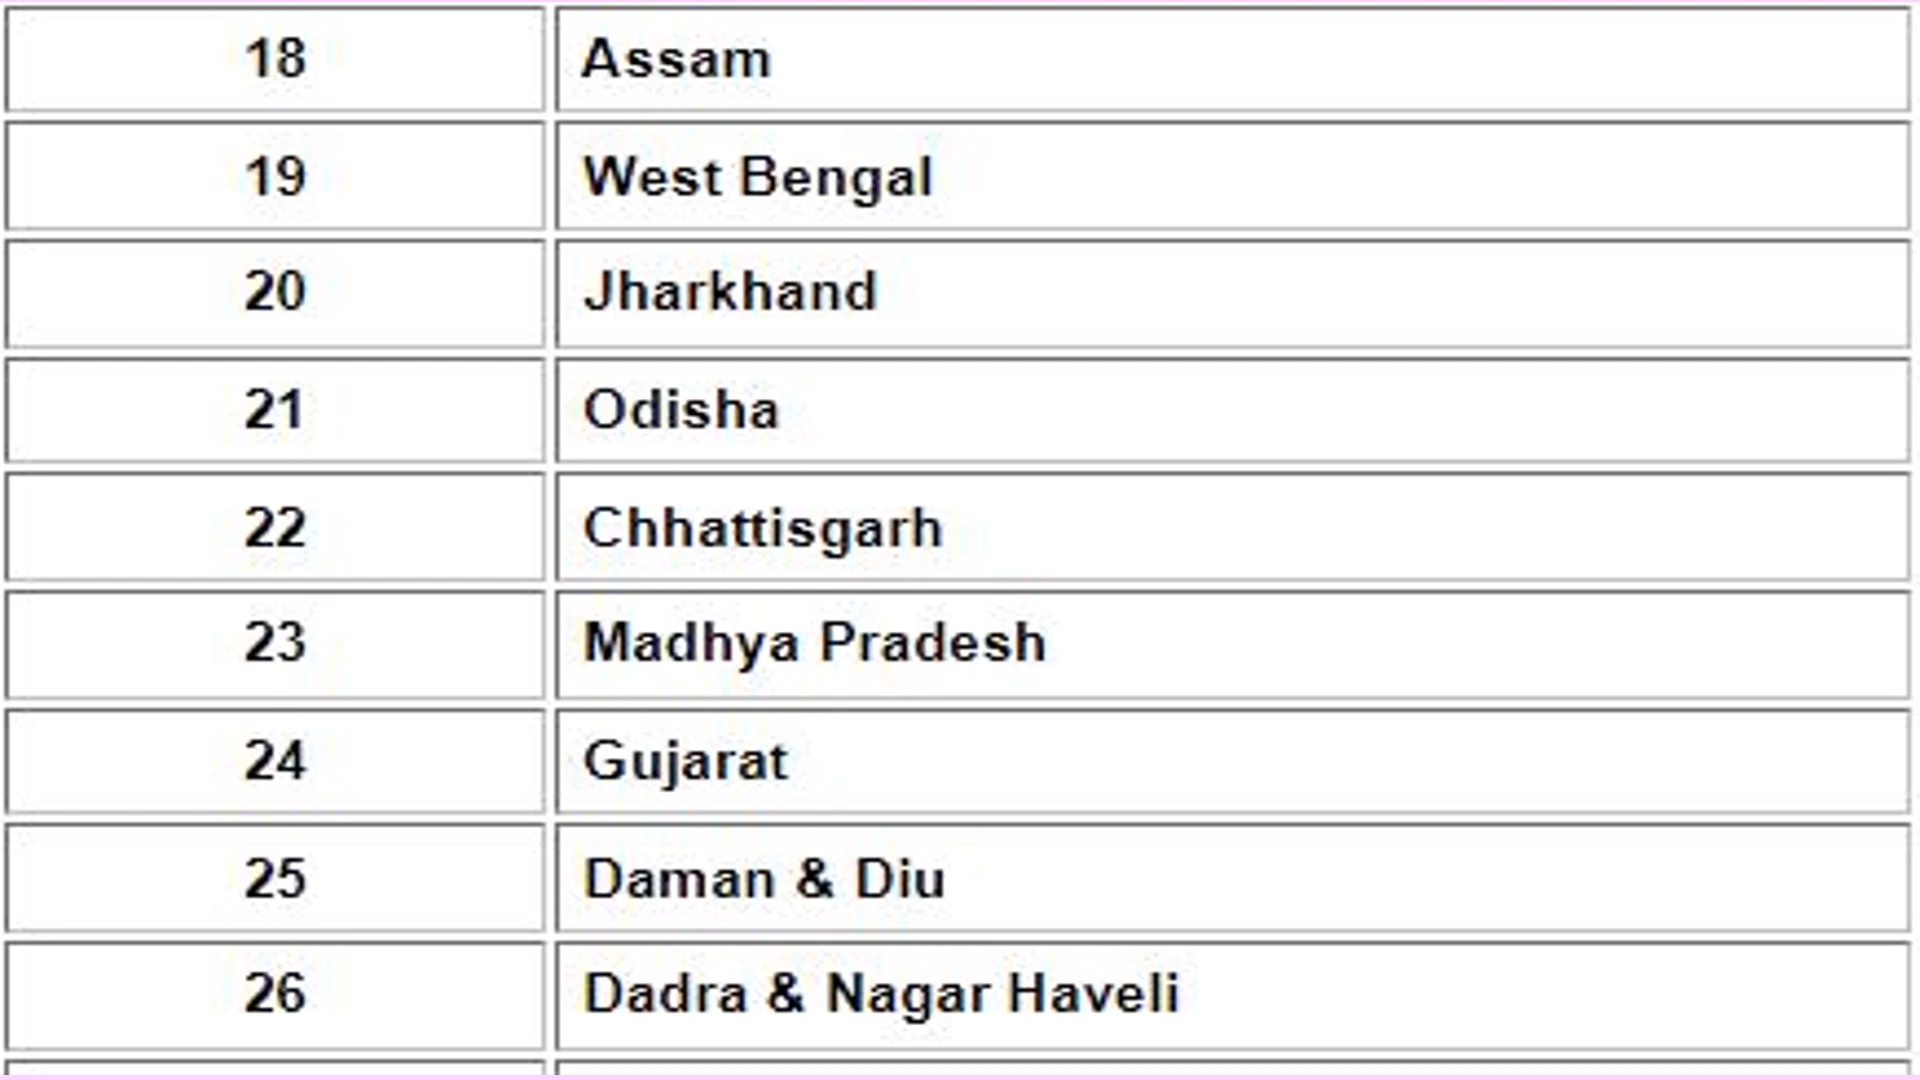 18 Assam
19 West Bengal
20 Jharkhand
21 Odisha
22 Chhattisgarh
23 Madhya Pradesh
24 Gujarat
25 Daman & Diu
26 Dadra & Nagar Haveli